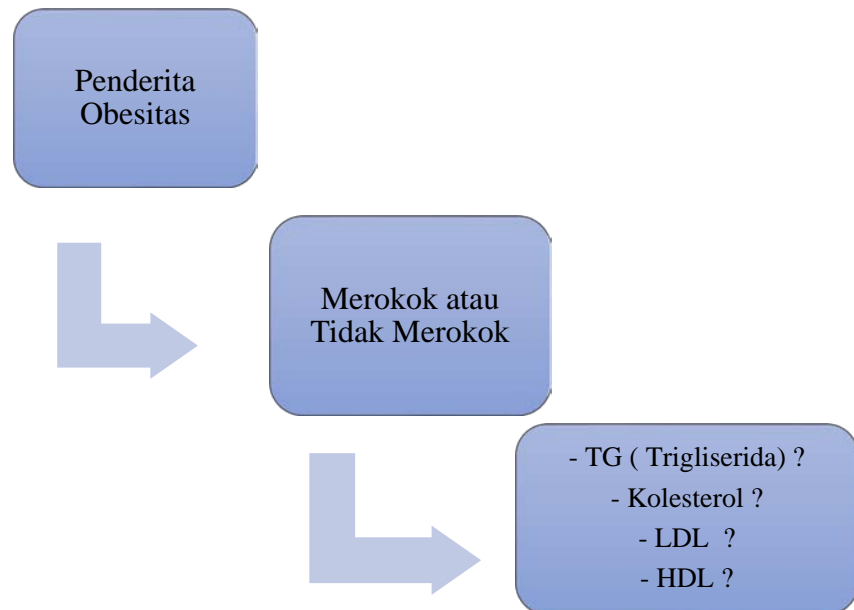 Penderita
Obesitas
Merokok atau
Tidak Merokok
- TG ( Trigliserida) ?
- Kolesterol ?
- LDL  ?
- HDL ?